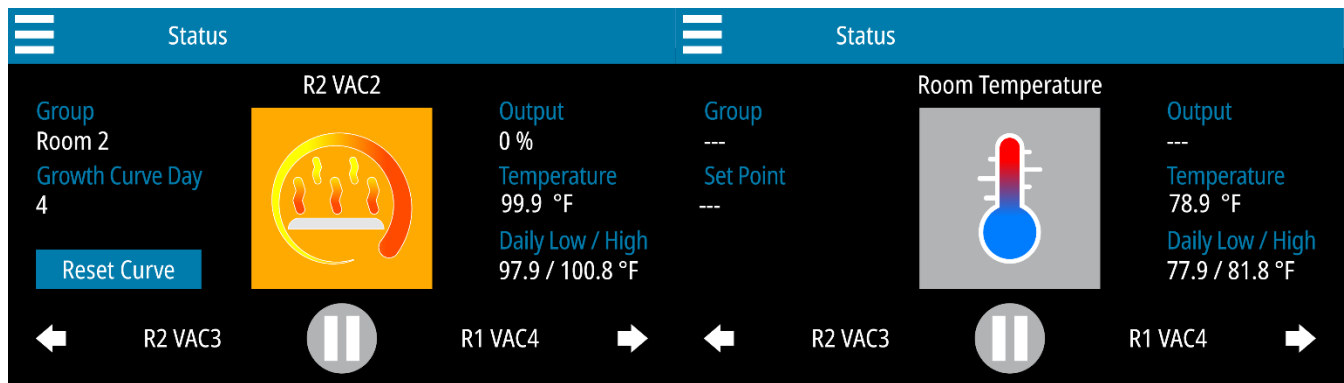 Status
R2 VAC2
Group
Room 2
Growth Curve Day
4
Reset Curve
Output
0 %
Temperature
99.9 °F
Daily Low / High
97.9 / 100.8 °F
R2 VAC3
R1 VAC4
Status
Room Temperature
Group
---
Set Point
---
Output
---
Temperature
78.9 °F
Daily Low / High
77.9 / 81.8 °F
R2 VAC3
R1 VAC4